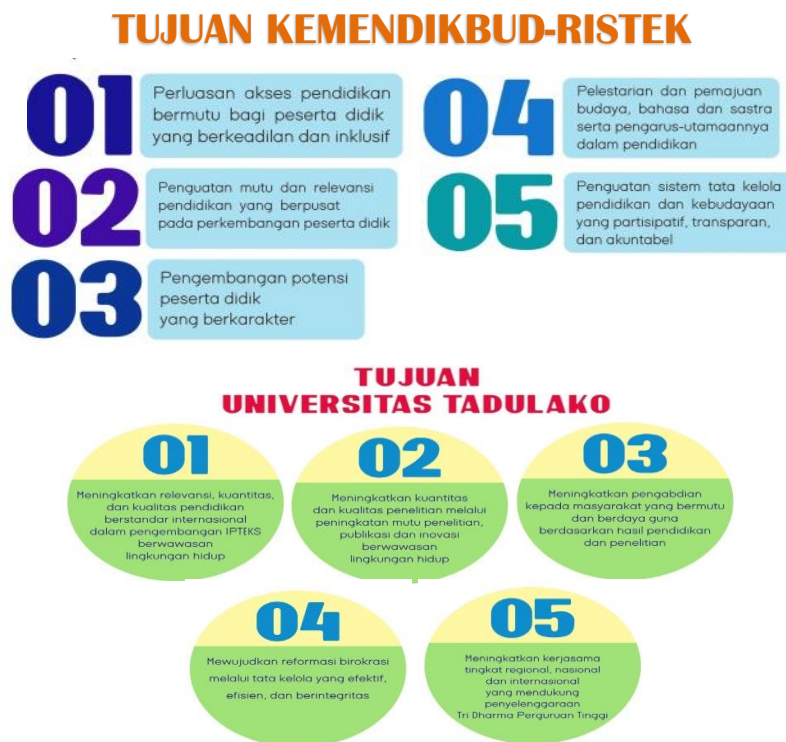 TUJUAN KEMENDIKBUD-RISTEK
01
Perluasan akses pendidikan
bermutu bagi peserta didik
yang berkeadilan dan inklusif
02
Penguatan mutu dan relevansi
pendidikan yang berpusat
pada perkembangan peserta didik
03
Pengembangan potensi
peserta didik
yang berkarakter
04
Pelestarian dan pemajuan
budaya, bahasa dan sastra
serta pengarus-utamaannya
dalam pendidikan
05
Penguatan sistem tata kelola
pendidikan dan kebudayaan
yang partisipatif, transparan,
dan akuntabel
TUJUAN
UNIVERSITAS TADULAKO
01
Meningkatkan relevansi, kuantitas,
dan kualitas pendidikan
berstandar internasional
dalam pengembangan IPTEKS
berwawasan
lingkungan hidup
02
Meningkatkan kuantitas
dan kualitas penelitian melalui
peningkatan mutu penelitian,
publikasi dan inovasi
berwawasan
lingkungan hidup
03
Meningkatkan pengabdian
kepada masyarakat yang bermutu
dan berdaya guna
berdasarkan hasil pendidikan
dan penelitian
04
Mewujudkan reformasi birokrasi
melalui tata kelola yang efektif,
efisien, dan berintegritas
05
Meningkatkan kerjasama
tingkat regional, nasional
dan internasional
yang mendukung
penyelenggaraan
Tri Dharma Perguruan Tinggi